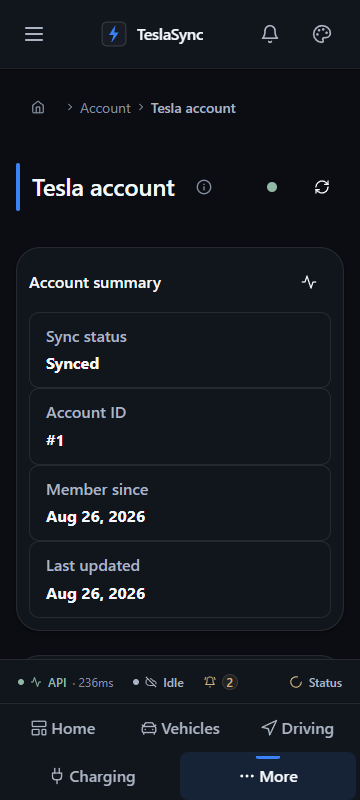 TeslaSync
Account Tesla account
Tesla account
Account summary
Sync status
Synced
Account ID
#1
Member since
Aug 26, 2026
Last updated
Aug 26, 2026
API · 236ms Idle 2 Status
Home Vehicles Driving
Charging More